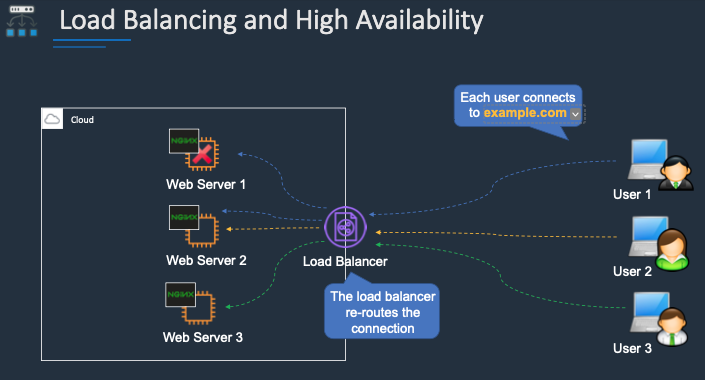 Load Balancing and High Availability
Each user connects
to example.com
Cloud
NGINX
Web Server 1
User 1
NGINX
Web Server 2
Load Balancer
User 2
The load balancer
re-routes the
connection
NGINX
Web Server 3
User 3